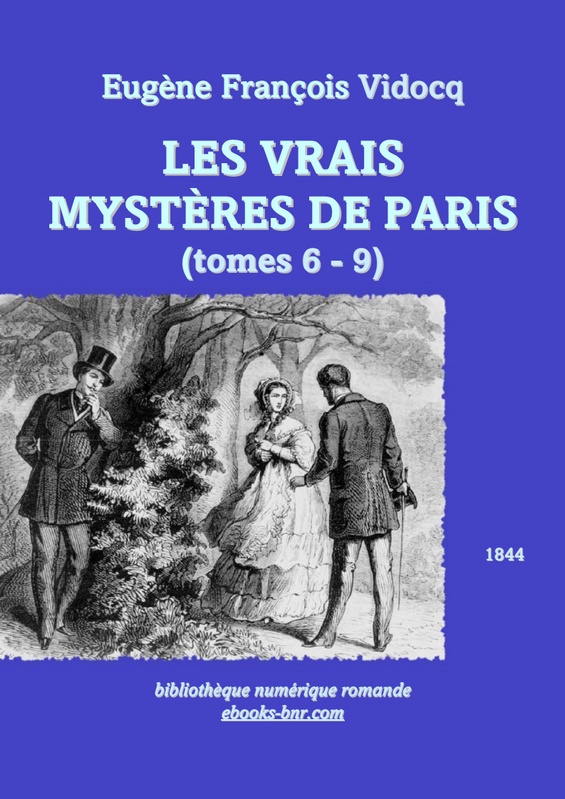 Eugène François Vidocq
LES VRAIS
MYSTÈRES DE PARIS
(tomes 6 - 9)
1844
bibliothèque numérique romande
ebooks-bnr.com